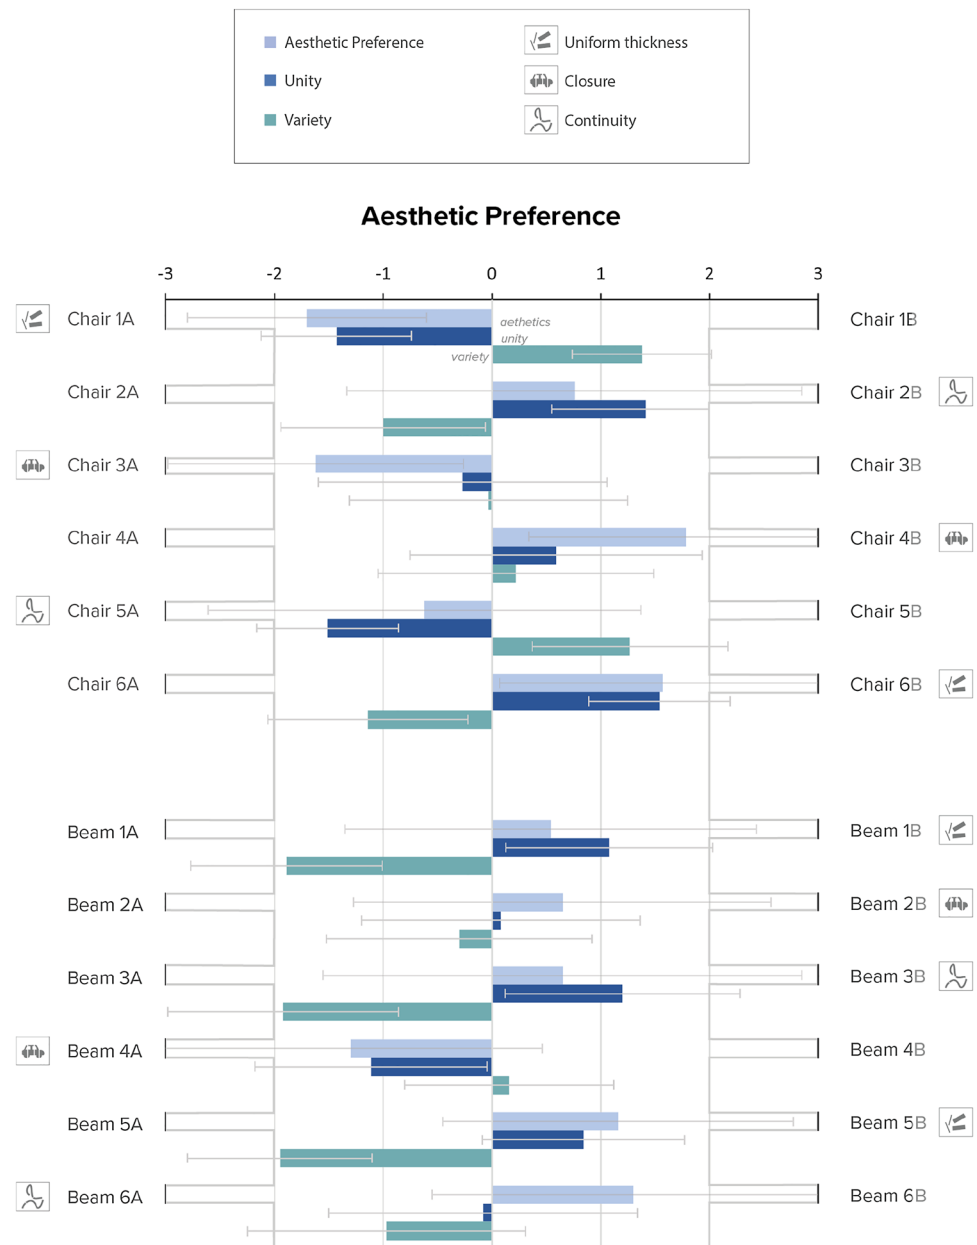 Aesthetic Preference Uniform thickness
Unity Closure
Variety Continuity
Aesthetic Preference
-3 -2 -1 0 1 2 3
Chair 1A aethetics Chair 1B
unity
variety
Chair 2A Chair 2B
Chair 3A Chair 3B
Chair 4A Chair 4B
Chair 5A Chair 5B
Chair 6A Chair 6B
Beam 1A Beam 1B
Beam 2A Beam 2B
Beam 3A Beam 3B
Beam 4A Beam 4B
Beam 5A Beam 5B
Beam 6A Beam 6B